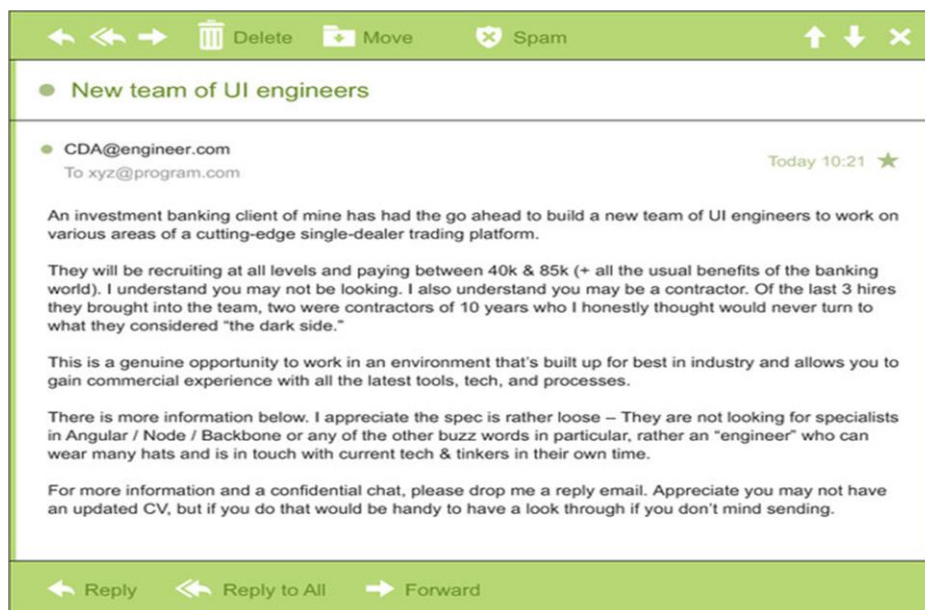 Delete Move Spam
New team of UI engineers
CDA@engineer.com
Today 10:21
To xyz@program.com
An investment banking client of mine has had the go ahead to build a new team of UI engineers to work on
various areas of a cutting-edge single-dealer trading platform.
They will be recruiting at all levels and paying between 40k & 85k (+ all the usual benefits of the banking
world). I understand you may not be looking. I also understand you may be a contractor. Of the last 3 hires
they brought into the team, two were contractors of 10 years who I honestly thought would never turn to
what they considered “the dark side.”
This is a genuine opportunity to work in an environment that’s built up for best in industry and allows you to
gain commercial experience with all the latest tools, tech, and processes.
There is more information below. I appreciate the spec is rather loose – They are not looking for specialists
in Angular / Node / Backbone or any of the other buzz words in particular, rather an “engineer” who can
wear many hats and is in touch with current tech & tinkers in their own time.
For more information and a confidential chat, please drop me a reply email. Appreciate you may not have
an updated CV, but if you do that would be handy to have a look through if you don’t mind sending.
Reply Reply to All Forward